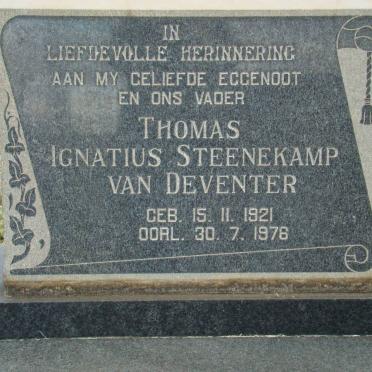 IN
LIEFDEVOLLE HERINNERING
AAN MY GELIEFDE EGGENOOT
EN ONS VADER
THOMAS
IGNATIUS STEENEKAMP
VAN DEVENTER
GEB. 15. 11. 1921
OORL. 30. 7. 1976